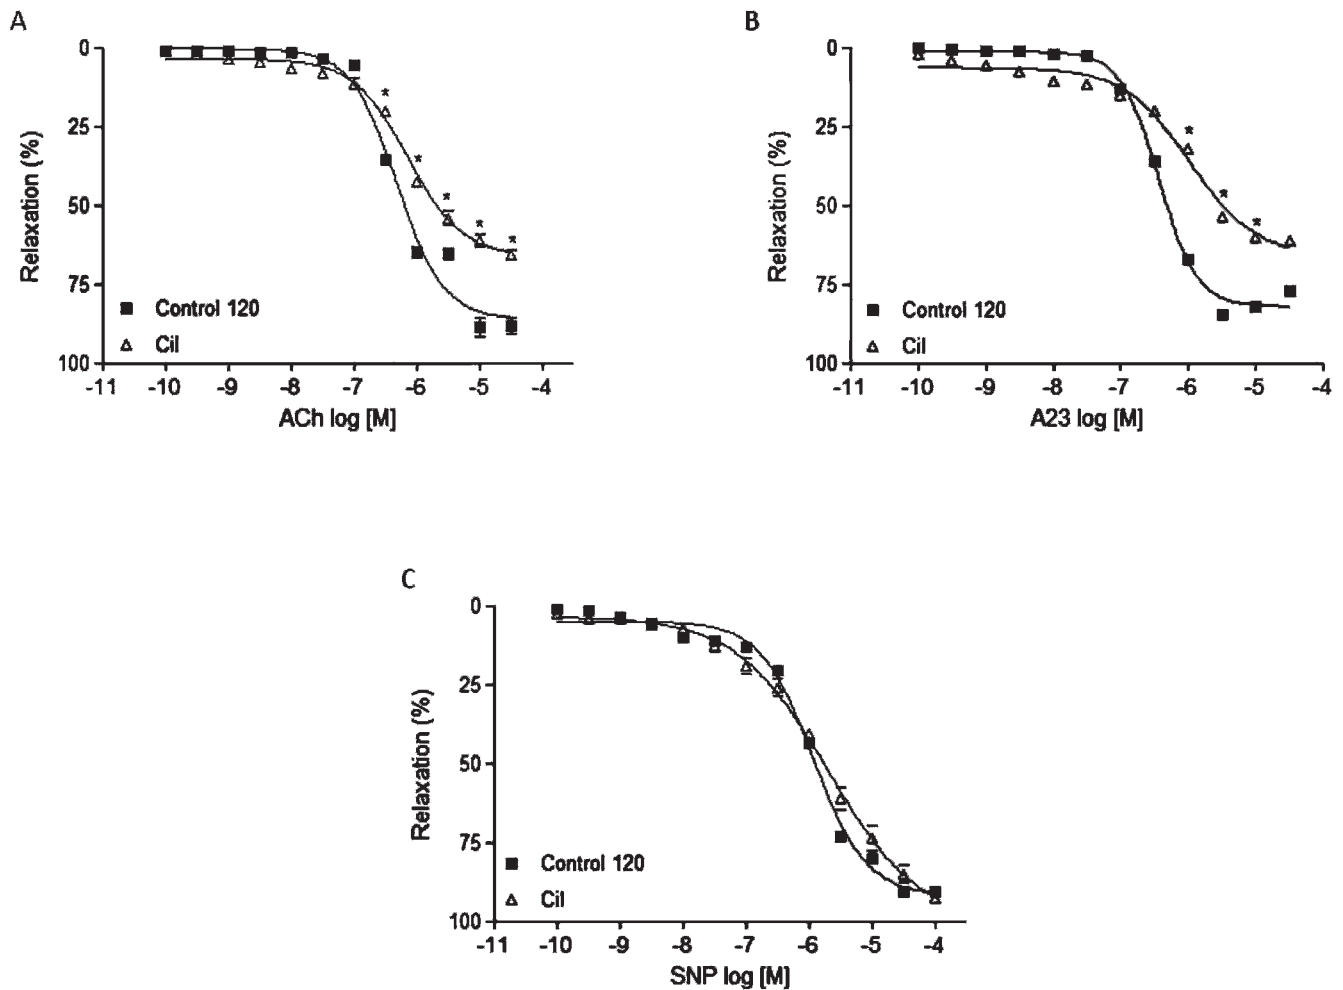 A
0
25
50
75
100
Relaxation (%)
* * * * *
Control 120
Cil
-11 -10 -9 -8 -7 -6 -5 -4
ACh log [M]
B
0
25
50
75
100
Relaxation (%)
* * *
Control 120
Cil
-11 -10 -9 -8 -7 -6 -5 -4
A23 log [M]
C
0
25
50
75
100
Relaxation (%)
Control 120
Cil
-11 -10 -9 -8 -7 -6 -5 -4
SNP log [M]